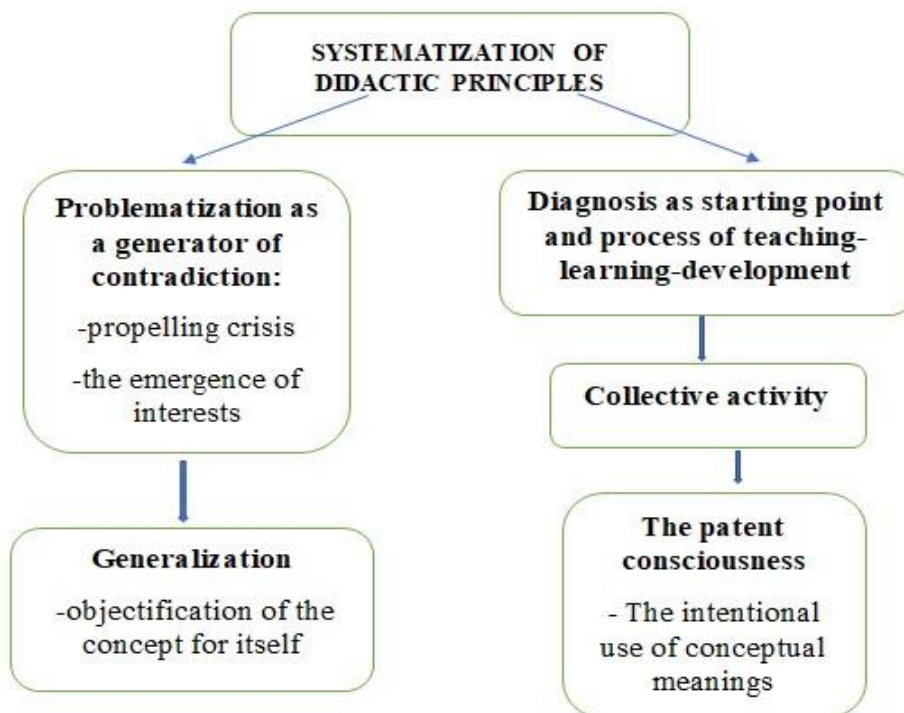 SYSTEMATIZATION OF
DIDACTIC PRINCIPLES
Problematization as
a generator of
contradiction:
-propelling crisis
-the emergence of
interests
Generalization
-objectification of the
concept for itself
Diagnosis as starting point
and process of teaching-
learning-development
Collective activity
The patent
consciousness
- The intentional
use of conceptual
meanings